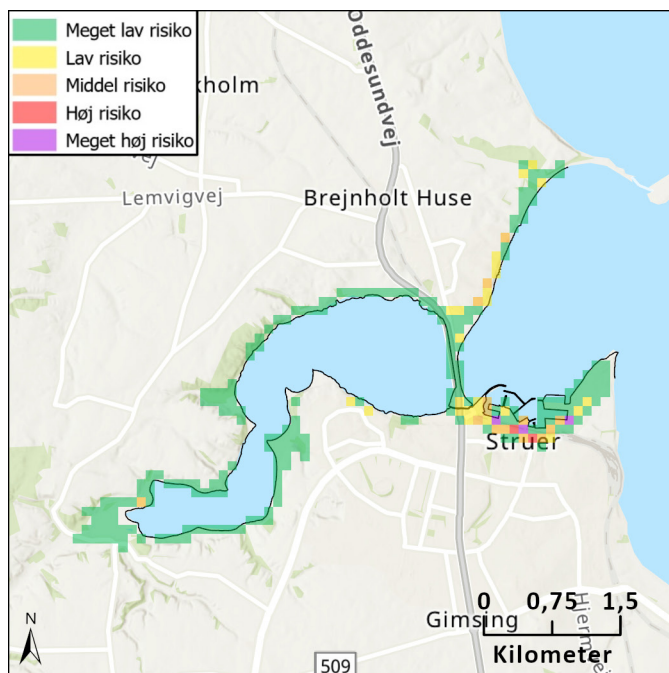 Meget lav risiko
Lav risiko
Middel risiko
Høj risiko
Meget høj risiko
Oddesundvej
Lemvigvej
Brejnholt Huse
Struer
Gimsing
0 0,75 1,5
Kilometer
N
509